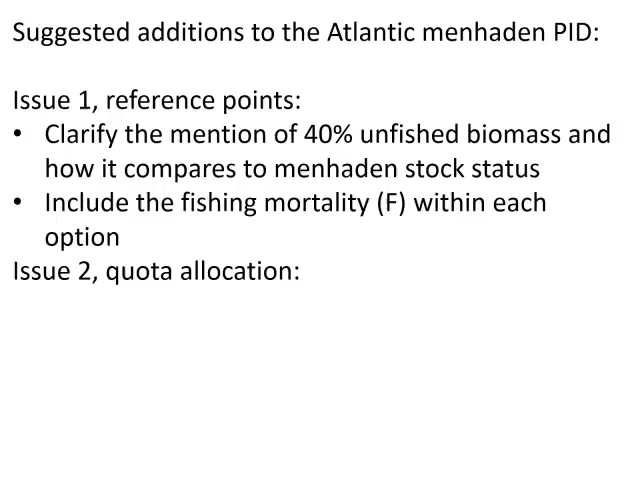 Suggested additions to the Atlantic menhaden PID:
Issue 1, reference points:
• Clarify the mention of 40% unfished biomass and
how it compares to menhaden stock status
• Include the fishing mortality (F) within each
option
Issue 2, quota allocation: